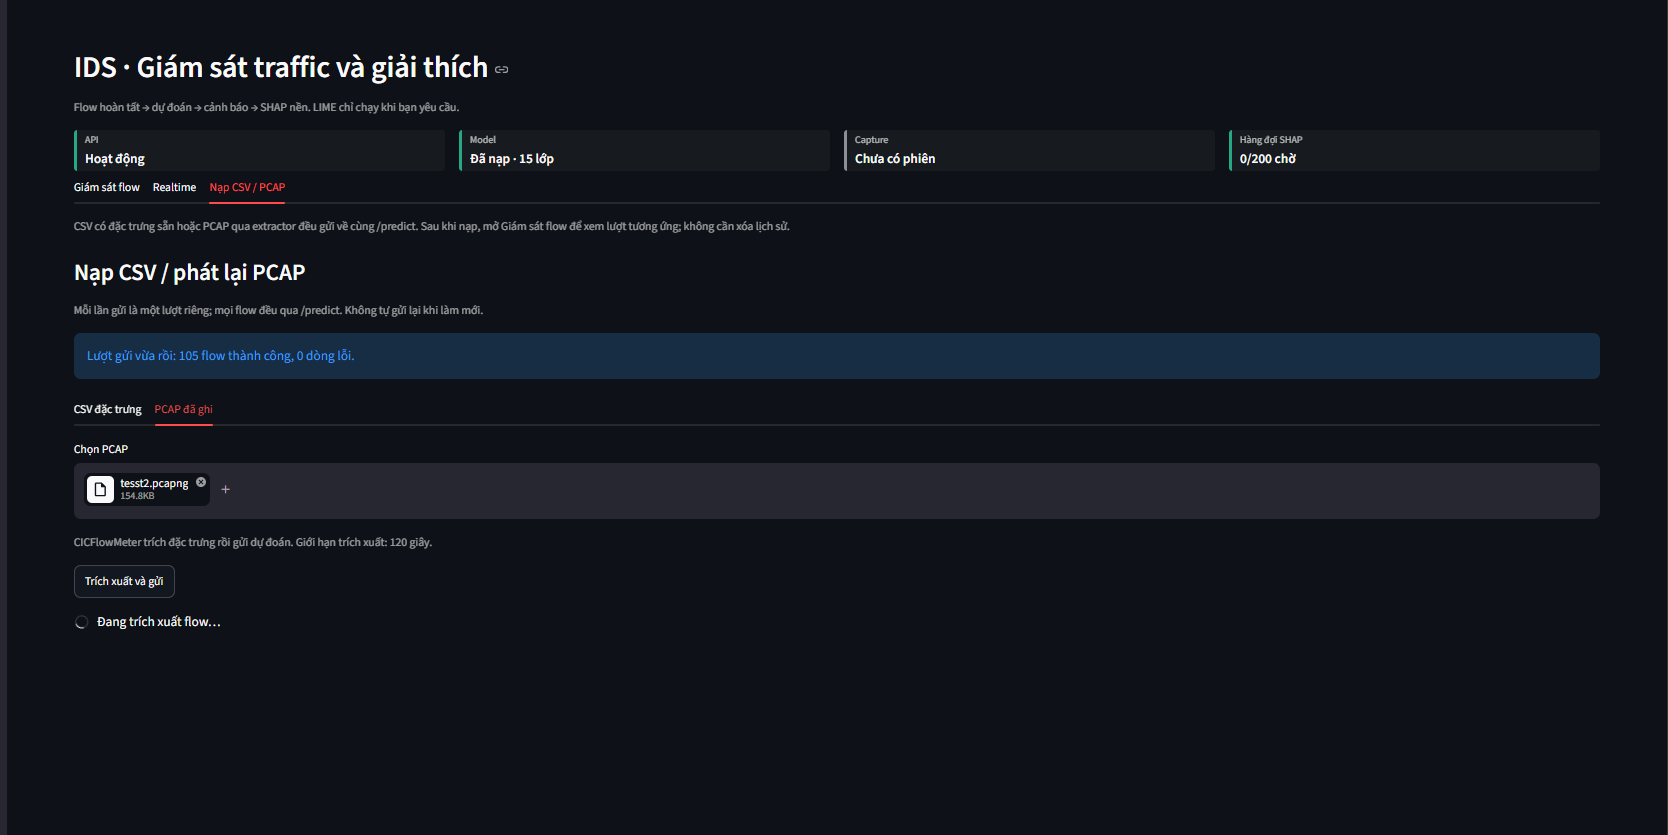 IDS · Giám sát traffic và giải thích
Flow hoàn tất → dự đoán → cảnh báo → SHAP nền. LIME chỉ chạy khi bạn yêu cầu.
API
Hoạt động
Model
Đã nạp · 15 lớp
Capture
Chưa có phiên
Hàng đợi SHAP
0/200 chờ
Giám sát flow Realtime Nạp CSV / PCAP
CSV có đặc trưng sẵn hoặc PCAP qua extractor đều gửi về cùng /predict. Sau khi nạp, mở Giám sát flow để xem lượt tương ứng; không cần xóa lịch sử.
Nạp CSV / phát lại PCAP
Mỗi lần gửi là một lượt riêng; mọi flow đều qua /predict. Không tự gửi lại khi làm mới.
Lượt gửi vừa rồi: 105 flow thành công, 0 dòng lỗi.
CSV đặc trưng PCAP đã ghi
Chọn PCAP
tesst2.pcapng
154.8KB
+
CICFlowMeter trích đặc trưng rồi gửi dự đoán. Giới hạn trích xuất: 120 giây.
Trích xuất và gửi
Đang trích xuất flow...